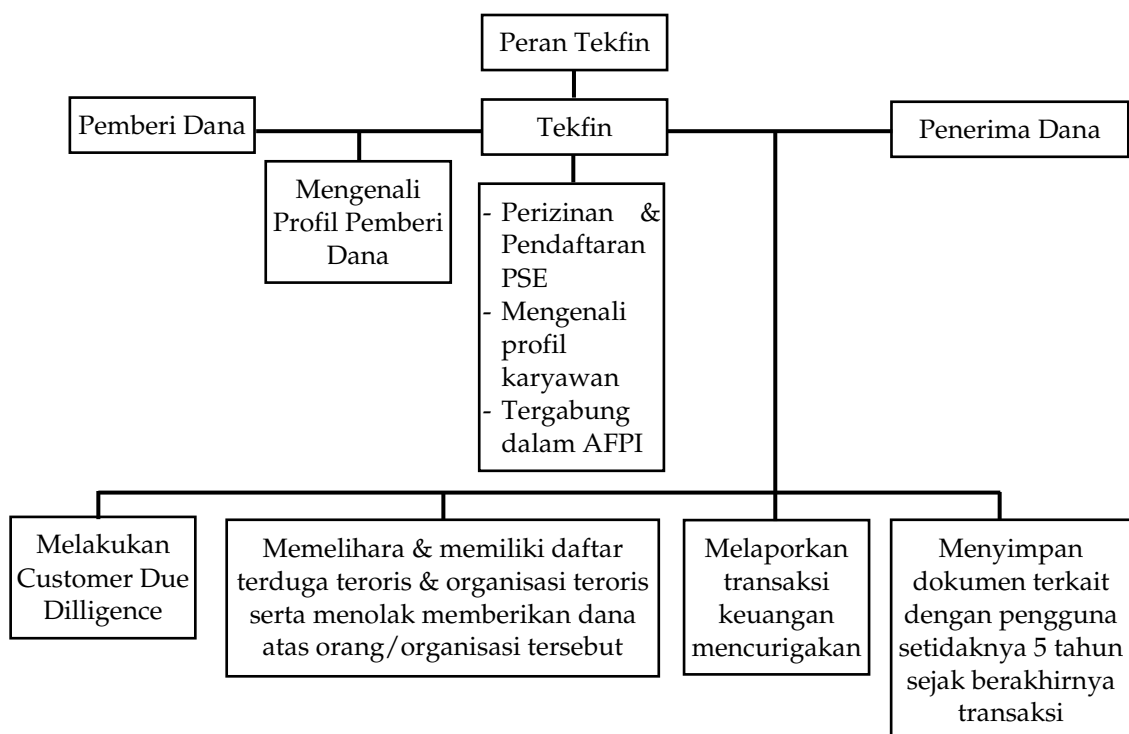 Peran Tekfin
Pemberi Dana
Tekfin
Penerima Dana
Mengenali
Profil Pemberi
Dana
- Perizinan &
Pendaftaran
PSE
- Mengenali
profil
karyawan
- Tergabung
dalam AFPI
Melakukan
Customer Due
Dilligence
Memelihara & memiliki daftar
terduga teroris & organisasi teroris
serta menolak memberikan dana
atas orang/organisasi tersebut
Melaporkan
transaksi
keuangan
mencurigakan
Menyimpan
dokumen terkait
dengan pengguna
setidaknya 5 tahun
sejak berakhirnya
transaksi